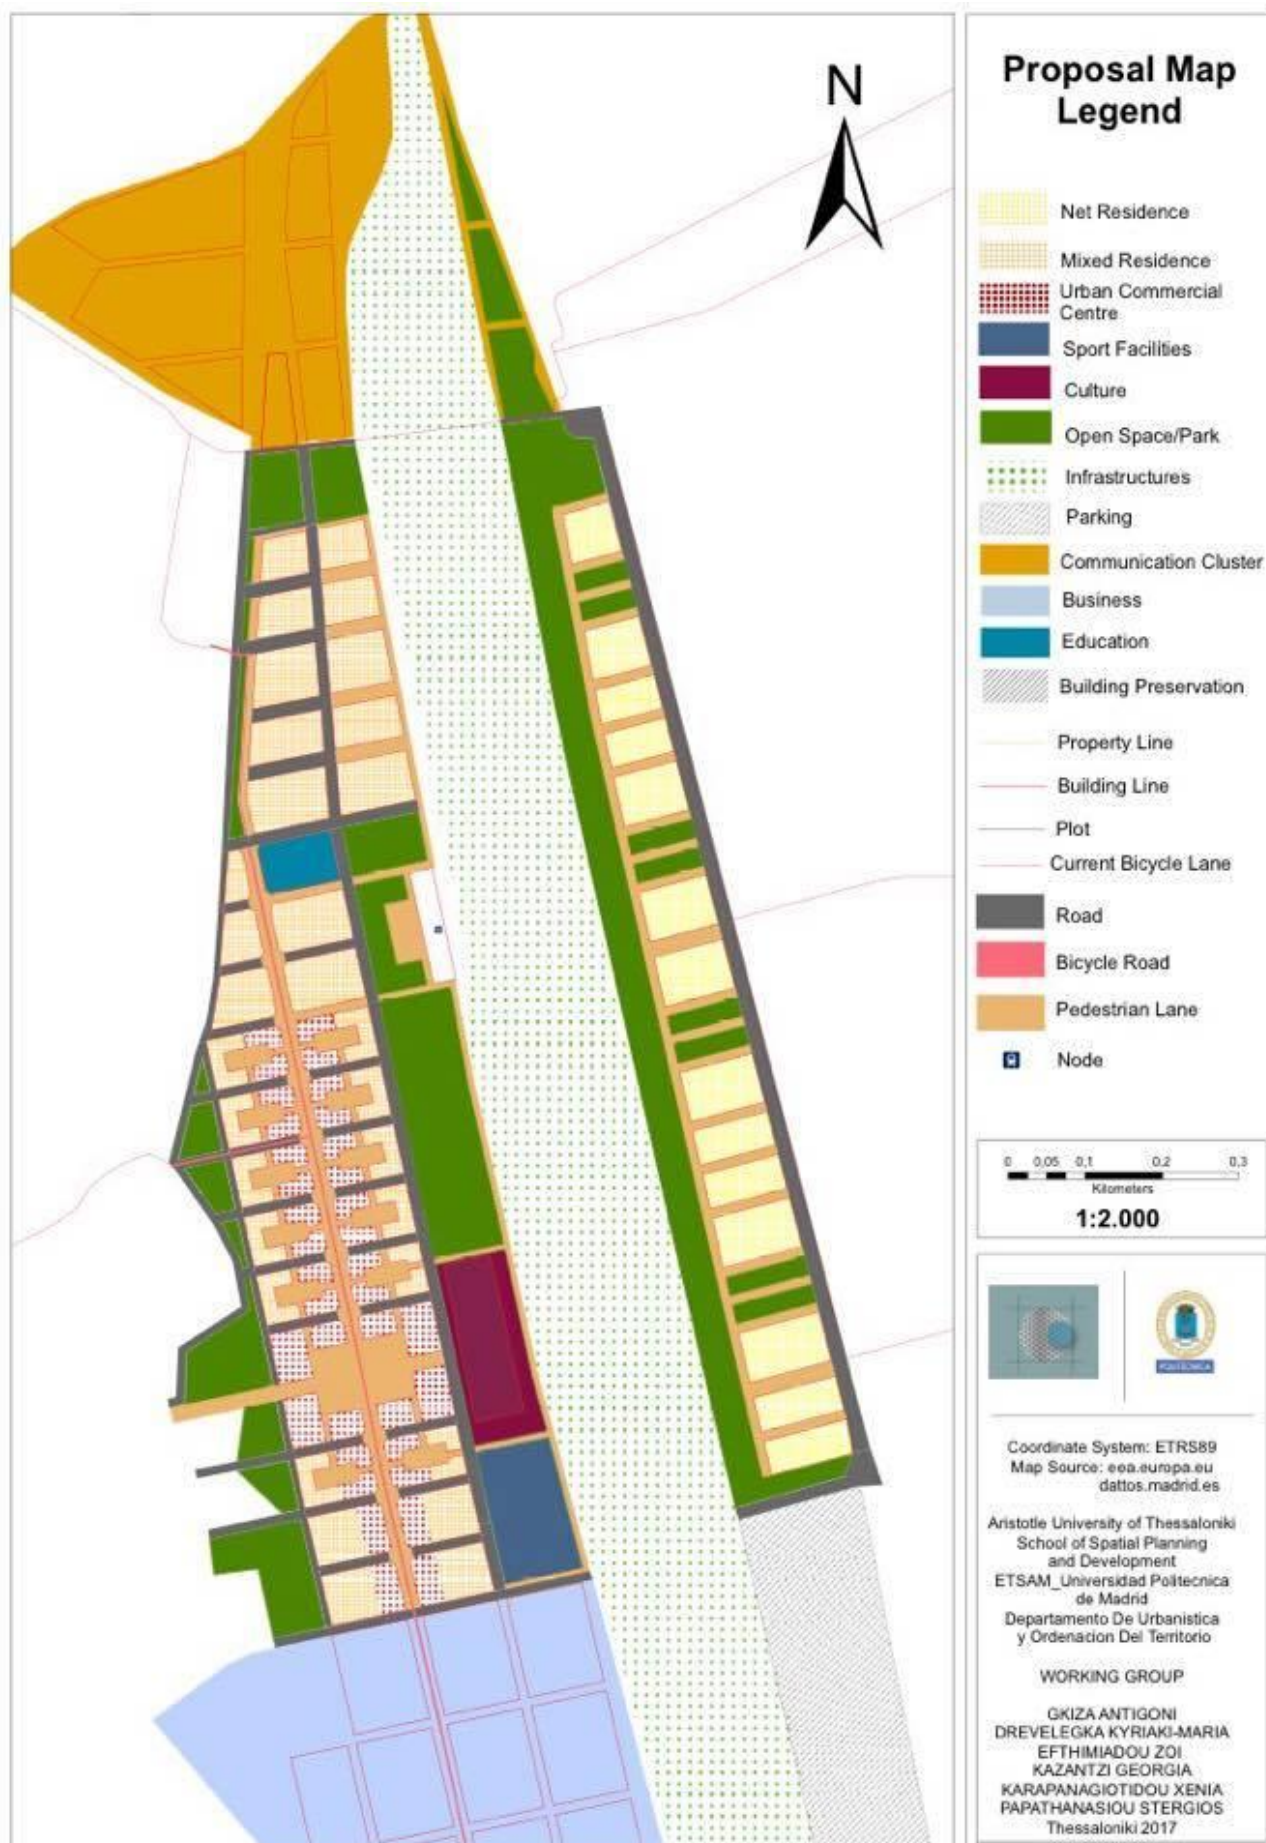 N
Proposal Map
Legend
Net Residence
Mixed Residence
Urban Commercial
Centre
Sport Facilities
Culture
Open Space/Park
Infrastructures
Parking
Communication Cluster
Business
Education
Building Preservation
Property Line
Building Line
Plot
Current Bicycle Lane
Road
Bicycle Road
Pedestrian Lane
Node
0 0,05 0,1 0,2 0,3
Kilometers
1:2.000
POLITECNICA
Coordinate System: ETRS89
Map Source: eea.europa.eu
dattos.madrid.es
Aristotle University of Thessaloniki
School of Spatial Planning
and Development
ETSAM_Universidad Politecnica
de Madrid
Departamento De Urbanistica
y Ordenacion Del Territorio
WORKING GROUP
GKIZA ANTIGONI
DREVELEGKA KYRIAKI-MARIA
EFTHIMIADOU ZOI
KAZANTZI GEORGIA
KARAPANAGIOTIDOU XENIA
PAPATHANASIOU STERGIOS
Thessaloniki 2017